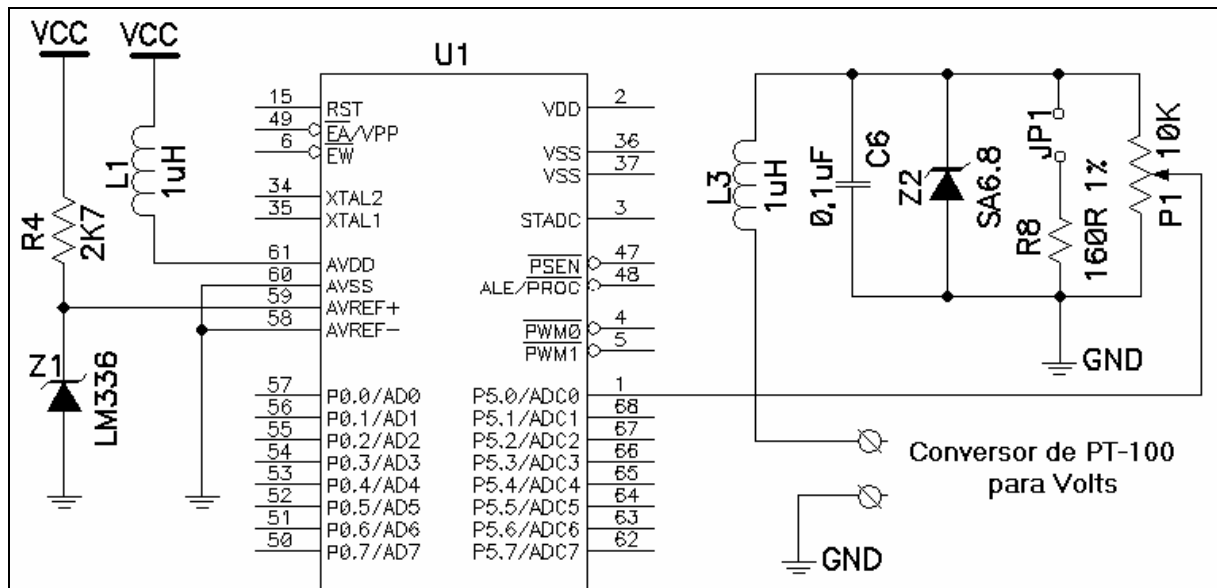 VCC
VCC
U1
L1
1uH
R4
2K7
Z1
LM336
15
RST
49
EA/VPP
6
EW
34
XTAL2
35
XTAL1
61
AVDD
60
AVSS
59
AVREF+
58
AVREF-
57
P0.0/AD0
56
P0.1/AD1
55
P0.2/AD2
54
P0.3/AD3
53
P0.4/AD4
52
P0.5/AD5
51
P0.6/AD6
50
P0.7/AD7
VDD
2
VSS
36
VSS
37
STADC
3
PSEN
47
ALE/PROC
48
PWM0
4
PWM1
5
P5.0/ADC0
1
P5.1/ADC1
68
P5.2/ADC2
67
P5.3/ADC3
66
P5.4/ADC4
65
P5.5/ADC5
64
P5.6/ADC6
63
P5.7/ADC7
62
L3
1uH
0,1uF
C6
Z2
SA6.8
JP1
R8
160R 1%
10K
P1
GND
Conversor de PT-100
para Volts
GND